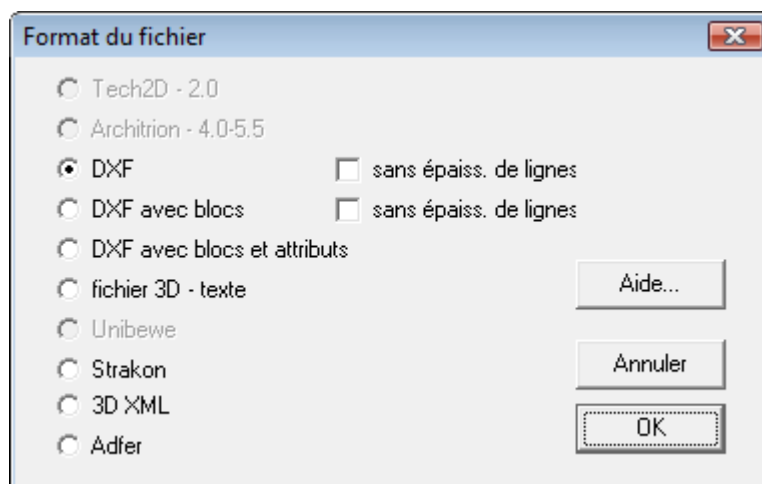 Format du fichier
Tech2D - 2.0
Architrion - 4.0-5.5
DXF sans épaiss. de lignes
DXF avec blocs sans épaiss. de lignes
DXF avec blocs et attributs
fichier 3D - texte
Aide...
Unibewe
Strakon
Annuler
3D XML
Adfer
OK